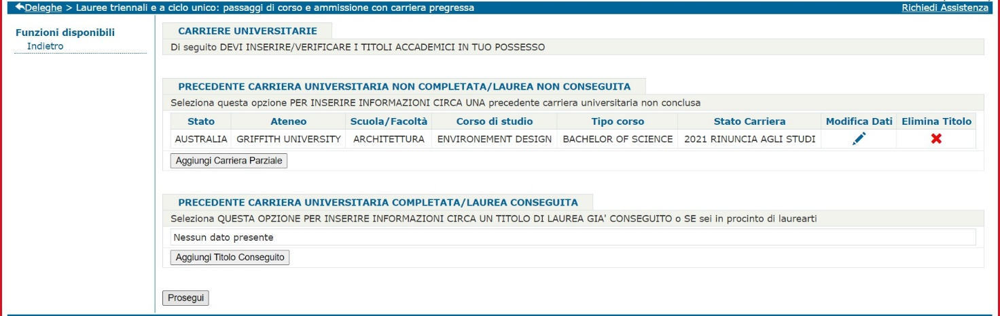 Deleghe > Lauree triennali e a ciclo unico: passaggi di corso e ammissione con carriera pregressa Richiedi Assistenza
Funzioni disponibili
Indietro
CARRIERE UNIVERSITARIE
Di seguito DEVI INSERIRE/VERIFICARE I TITOLI ACCADEMICI IN TUO POSSESSO
PRECEDENTE CARRIERA UNIVERSITARIA NON COMPLETATA/LAUREA NON CONSEGUITA
Seleziona questa opzione PER INSERIRE INFORMAZIONI CIRCA UNA precedente carriera universitaria non conclusa
Stato Ateneo Scuola/Facoltà Corso di studio Tipo corso Stato Carriera Modifica Dati Elimina Titolo
AUSTRALIA GRIFFITH UNIVERSITY ARCHITETTURA ENVIRONEMENT DESIGN BACHELOR OF SCIENCE 2021 RINUNCIA AGLI STUDI
Aggiungi Carriera Parziale
PRECEDENTE CARRIERA UNIVERSITARIA COMPLETATA/LAUREA CONSEGUITA
Seleziona QUESTA OPZIONE PER INSERIRE INFORMAZIONI CIRCA UN TITOLO DI LAUREA GIA' CONSEGUITO o SE sei in procinto di laurearti
Nessun dato presente
Aggiungi Titolo Conseguito
Prosegui